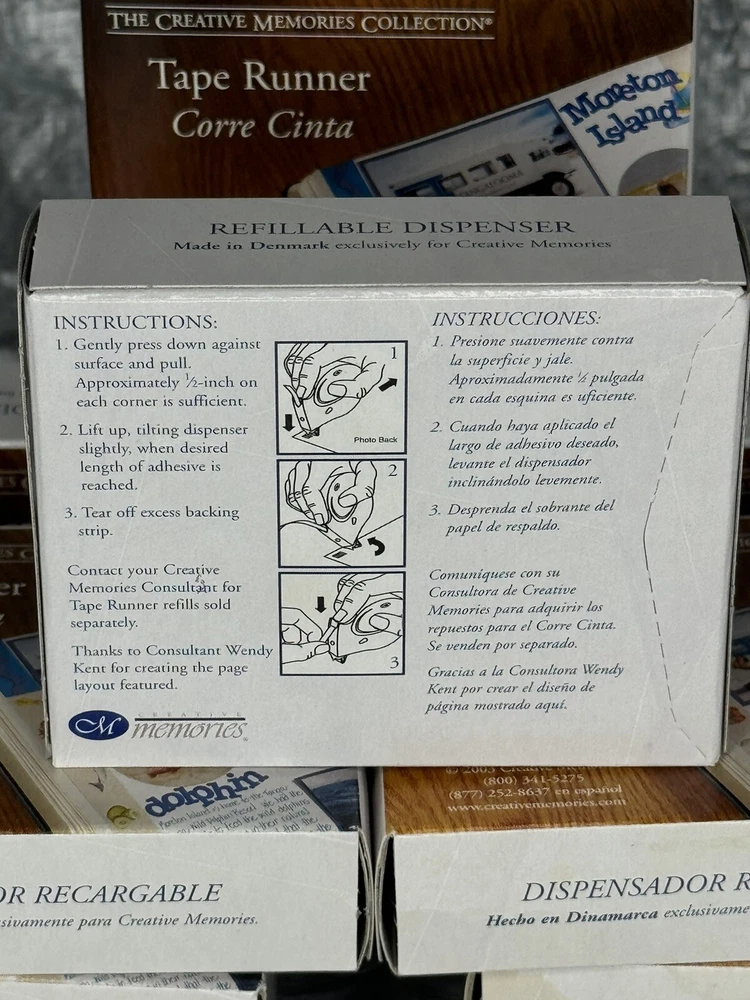 THE CREATIVE MEMORIES COLLECTION®
Tape Runner
Corre Cinta
Moreton
Island
REFILLABLE DISPENSER
Made in Denmark exclusively for Creative Memories
INSTRUCTIONS:
1. Gently press down against
surface and pull.
Approximately ½-inch on
each corner is sufficient.
2. Lift up, tilting dispenser
slightly, when desired
length of adhesive is
reached.
3. Tear off excess backing
strip.
Contact your Creative
Memories Consultant for
Tape Runner refills sold
separately.
Thanks to Consultant Wendy
Kent for creating the page
layout featured.
CM CREATIVE
memories®
1
Photo Back
2
3
INSTRUCCIONES:
1. Presione suavemente contra
la superficie y jale.
Aproximadamente ½ pulgada
en cada esquina es uficiente.
2. Cuando haya aplicado el
largo de adhesivo deseado,
levante el dispensador
inclinándolo levemente.
3. Desprenda el sobrante del
papel de respaldo.
Comuníquese con su
Consultora de Creative
Memories para adquirir los
repuestos para el Corre Cinta.
Se venden por separado.
Gracias a la Consultora Wendy
Kent por crear el diseño de
página mostrado aquí.
dolphin
(800) 341-5275
(877) 252-8637 en español
www.creativememories.com
OR RECARGABLE
sivamente para Creative Memories.
DISPENSADOR R
Hecho en Dinamarca exclusivame